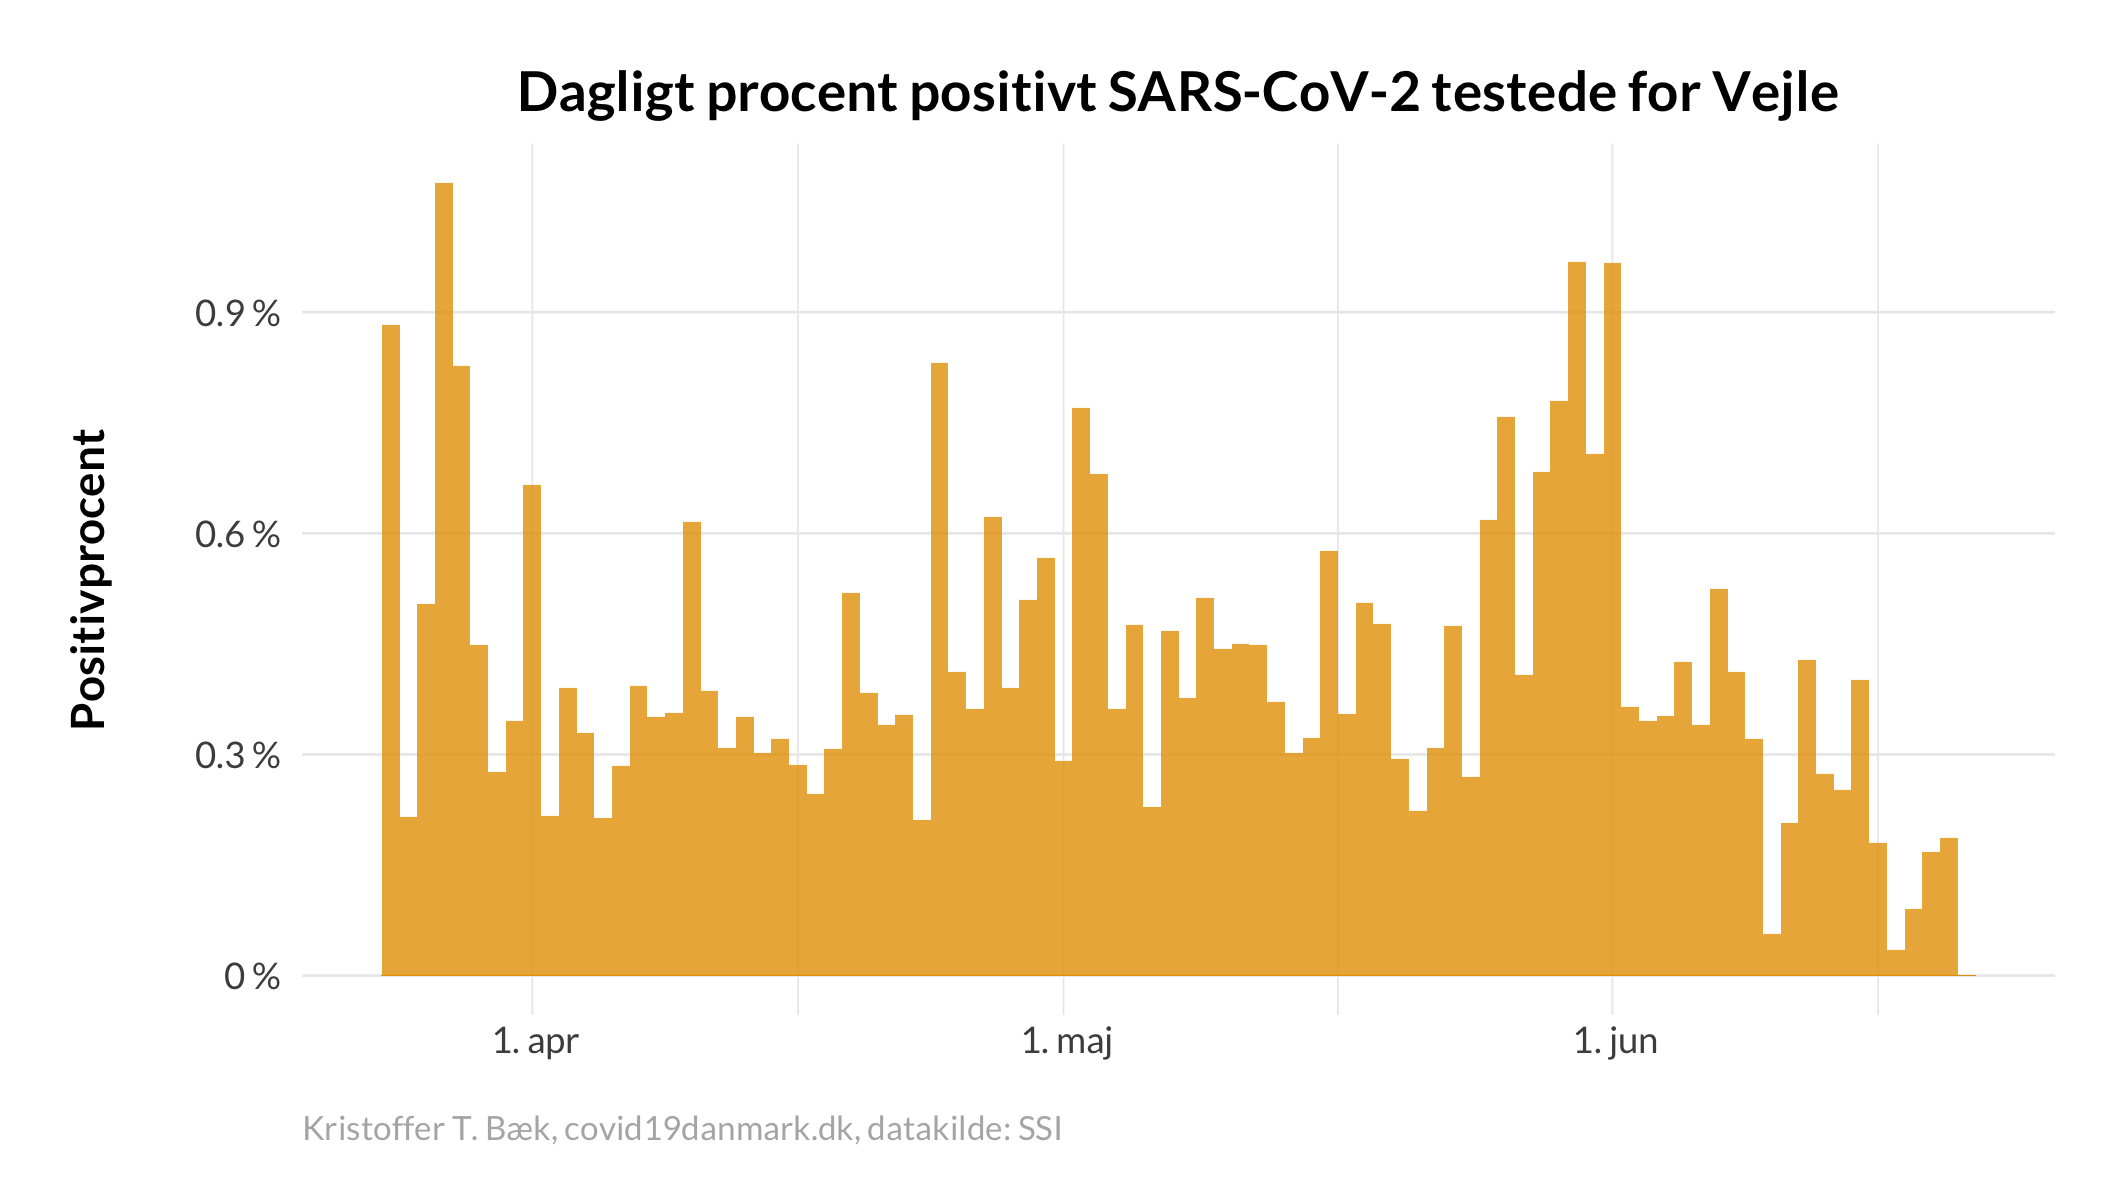 Dagligt procent positivt SARS-CoV-2 testede for Vejle
Positivprocent
0.9 %
0.6 %
0.3 %
0 %
1. apr
1. maj
1. jun
Kristoffer T. Bæk, covid19danmark.dk, datakilde: SSI